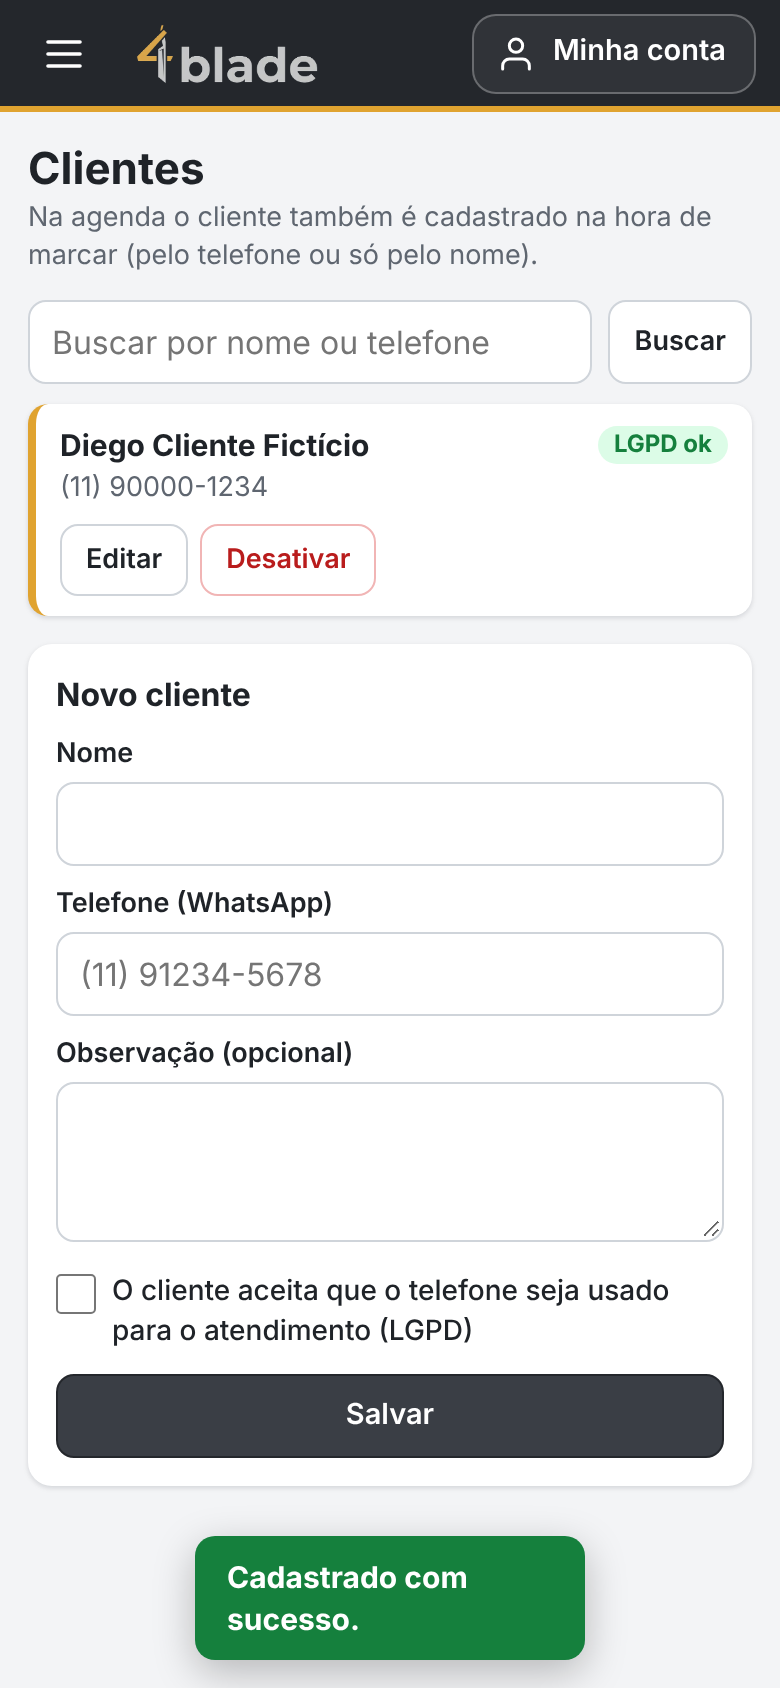 4blade
Minha conta
Clientes
Na agenda o cliente também é cadastrado na hora de
marcar (pelo telefone ou só pelo nome).
Buscar por nome ou telefone
Buscar
Diego Cliente Fictício
LGPD ok
(11) 90000-1234
Editar
Desativar
Novo cliente
Nome
Telefone (WhatsApp)
(11) 91234-5678
Observação (opcional)
O cliente aceita que o telefone seja usado
para o atendimento (LGPD)
Salvar
Cadastrado com
sucesso.